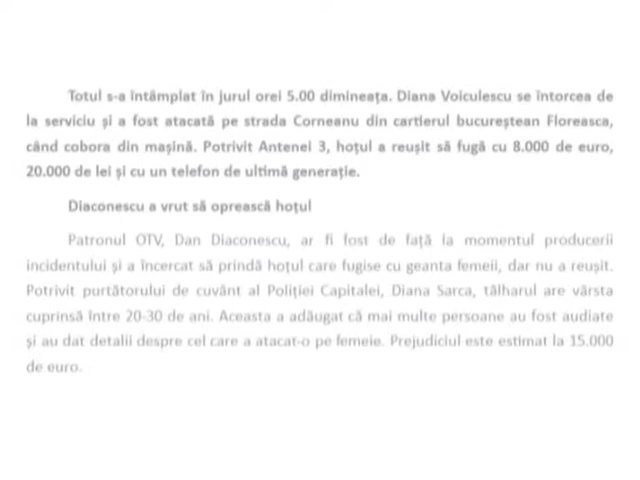 Totul s-a întâmplat în jurul orei 5.00 dimineața. Diana Voiculescu se întorcea de
la serviciu și a fost atacată pe strada Corneanu din cartierul bucureștean Floreasca,
când cobora din mașină. Potrivit Antenei 3, hoțul a reușit să fugă cu 8.000 de euro,
20.000 de lei și cu un telefon de ultimă generație.
Diaconescu a vrut să oprească hoțul
Patronul OTV, Dan Diaconescu, ar fi fost de față la momentul producerii
incidentului și a încercat să prindă hoțul care fugise cu geanta femeii, dar nu a reușit.
Potrivit purtătorului de cuvânt al Poliției Capitalei, Diana Sarca, tâlharul are vârsta
cuprinsă între 20-30 de ani. Aceasta a adăugat că mai multe persoane au fost audiate
și au dat detalii despre cel care a atacat-o pe femeie. Prejudiciul este estimat la 15.000
de euro.